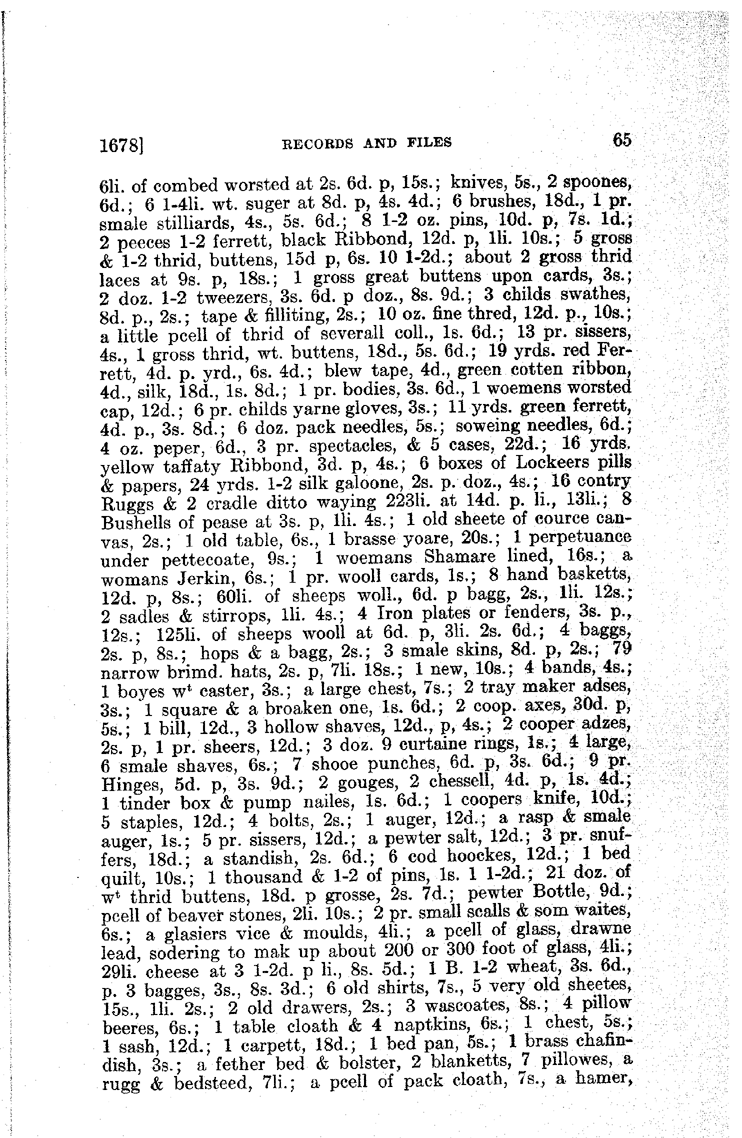 1678]	RECORDS AND FILES	65
6li. of combed worsted at 2s. 6d. p, 15s.; knives, 5s., 2 spoones,
6d.; 6 1-4li. wt. suger at 8d. p, 4s. 4d.; 6 brushes, 18d., 1 pr.
smale stilliards, 4s., 5s. 6d.; 8 1-2 oz. pins, 10d. p, 7s. 1d.;
2 peeces 1-2 ferrett, black Ribbond, 12d. p, 1li. 10s.; 5 gross
& 1-2 thrid, buttens, 15d p, 6s. 10 1-2d.; about 2 gross thrid
laces at 9s. p, 18s.; 1 gross great buttens upon cards, 3s.;
2 doz. 1-2 tweezers, 3s. 6d. p doz., 8s. 9d.; 3 childs swathes,
8d. p., 2s.; tape & filliting, 2s.; 10 oz. fine thred, 12d. p., 10s.;
a little pcell of thrid of severall coll., 1s. 6d.; 13 pr. sissers,
4s., 1 gross thrid, wt. buttens, 18d., 5s. 6d.; 19 yrds. red Fer-
rett, 4d. p. yrd., 6s. 4d.; blew tape, 4d., green cotten ribbon,
4d., silk, 18d., 1s. 8d.; 1 pr. bodies, 3s. 6d., 1 woemens worsted
cap, 12d.; 6 pr. childs yarne gloves, 3s.; 11 yrds. green ferrett,
4d. p., 3s. 8d.; 6 doz. pack needles, 5s.; soweing needles, 6d.;
4 oz. peper, 6d., 3 pr. spectacles, & 5 cases, 22d.; 16 yrds.
yellow taffaty Ribbond, 3d. p, 4s.; 6 boxes of Lockeers pills
& papers, 24 yrds. 1-2 silk galoone, 2s. p. doz., 4s.; 16 contry
Ruggs & 2 cradle ditto waying 223li. at 14d. p. li., 13li.; 8
Bushells of pease at 3s. p, 1li. 4s.; 1 old sheete of cource can-
vas, 2s.; 1 old table, 6s., 1 brasse yoare, 20s.; 1 perpetuance
under pettecoate, 9s.; 1 woemans Shamare lined, 16s.; a
womans Jerkin, 6s.; 1 pr. wooll cards, 1s.; 8 hand basketts,
12d. p, 8s.; 60li. of sheeps woll., 6d. p bagg, 2s., 1li. 12s.;
2 sadles & stirrops, 1li. 4s.; 4 Iron plates or fenders, 3s. p.,
12s.; 125li. of sheeps wooll at 6d. p, 3li. 2s. 6d.; 4 baggs,
2s. p, 8s.; hops & a bagg, 2s.; 3 smale skins, 8d. p, 2s.; 79
narrow brimd. hats, 2s. p, 7li. 18s.; 1 new, 10s.; 4 bands, 4s.;
1 boyes wᵗ caster, 3s.; a large chest, 7s.; 2 tray maker adses,
3s.; 1 square & a broaken one, 1s. 6d.; 2 coop. axes, 30d. p,
5s.; 1 bill, 12d., 3 hollow shaves, 12d., p, 4s.; 2 cooper adzes,
2s. p, 1 pr. sheers, 12d.; 3 doz. 9 curtaine rings, 1s.; 4 large,
6 smale shaves, 6s.; 7 shooe punches, 6d. p, 3s. 6d.; 9 pr.
Hinges, 5d. p, 3s. 9d.; 2 gouges, 2 chessell, 4d. p, 1s. 4d.;
1 tinder box & pump nailes, 1s. 6d.; 1 coopers knife, 10d.;
5 staples, 12d.; 4 bolts, 2s.; 1 auger, 12d.; a rasp & smale
auger, 1s.; 5 pr. sissers, 12d.; a pewter salt, 12d.; 3 pr. snuf-
fers, 18d.; a standish, 2s. 6d.; 6 cod hoockes, 12d.; 1 bed
quilt, 10s.; 1 thousand & 1-2 of pins, 1s. 1 1-2d.; 21 doz. of
wᵗ thrid buttens, 18d. p grosse, 2s. 7d.; pewter Bottle, 9d.;
pcell of beaver stones, 2li. 10s.; 2 pr. small scalls & som waites,
6s.; a glasiers vice & moulds, 4li.; a pcell of glass, drawne
lead, sodering to mak up about 200 or 300 foot of glass, 4li.;
29li. cheese at 3 1-2d. p li., 8s. 5d.; 1 B. 1-2 wheat, 3s. 6d.,
p. 3 bagges, 3s., 8s. 3d.; 6 old shirts, 7s., 5 very old sheetes,
15s., 1li. 2s.; 2 old drawers, 2s.; 3 wascoates, 8s.; 4 pillow
beeres, 6s.; 1 table cloath & 4 naptkins, 6s.; 1 chest, 5s.;
1 sash, 12d.; 1 carpett, 18d.; 1 bed pan, 5s.; 1 brass chafin-
dish, 3s.; a fether bed & bolster, 2 blanketts, 7 pillowes, a
rugg & bedsteed, 7li.; a pcell of pack cloath, 7s., a hamer,